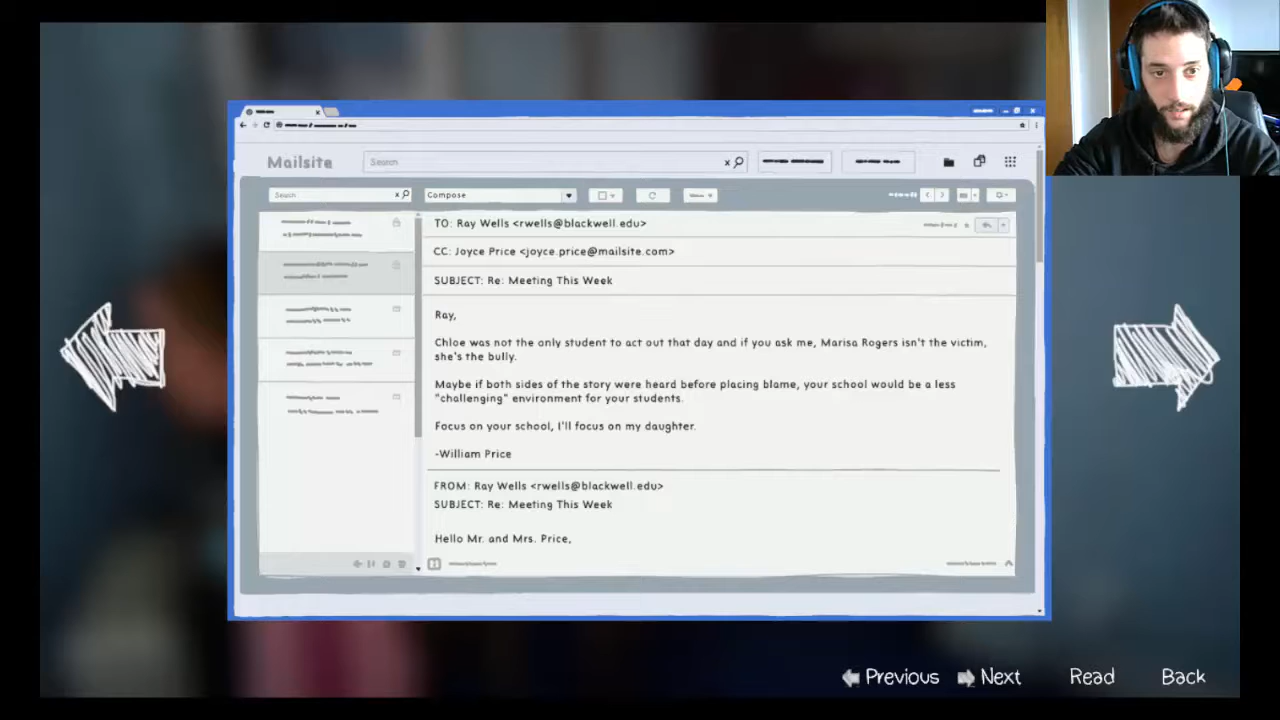 Mailsite
Search
x
Search
x
Compose
TO: Ray Wells <rwells@blackwell.edu>
CC: Joyce Price <joyce.price@mailsite.com>
SUBJECT: Re: Meeting This Week
Ray,
Chloe was not the only student to act out that day and if you ask me, Marisa Rogers isn't the victim,
she's the bully.
Maybe if both sides of the story were heard before placing blame, your school would be a less
"challenging" environment for your students.
Focus on your school, I'll focus on my daughter.
-William Price
FROM: Ray Wells <rwells@blackwell.edu>
SUBJECT: Re: Meeting This Week
Hello Mr. and Mrs. Price,
Previous
Next
Read
Back